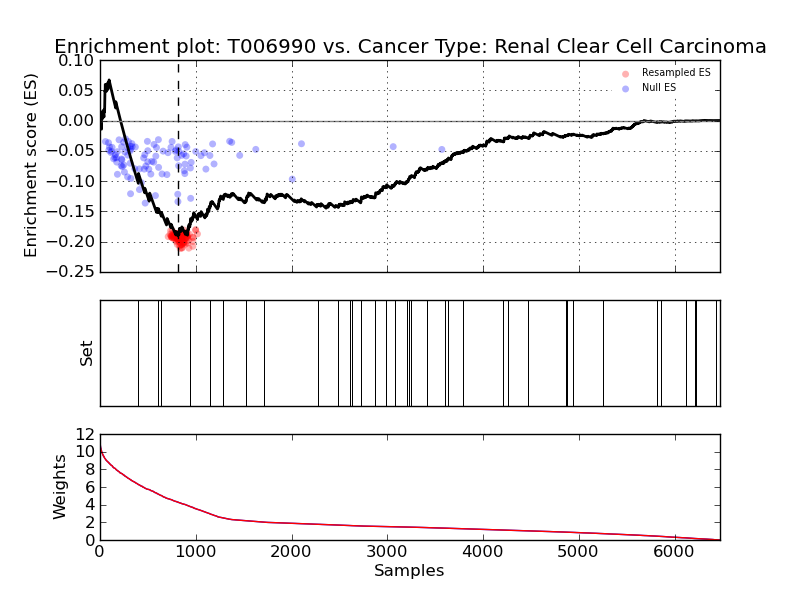 Enrichment plot: T006990 vs. Cancer Type: Renal Clear Cell Carcinoma
Enrichment score (ES)
0.10
0.05
0.00
−0.05
−0.10
−0.15
−0.20
−0.25
Resampled ES
Null ES
Set
Weights
12
10
8
6
4
2
0
0 1000 2000 3000 4000 5000 6000
Samples